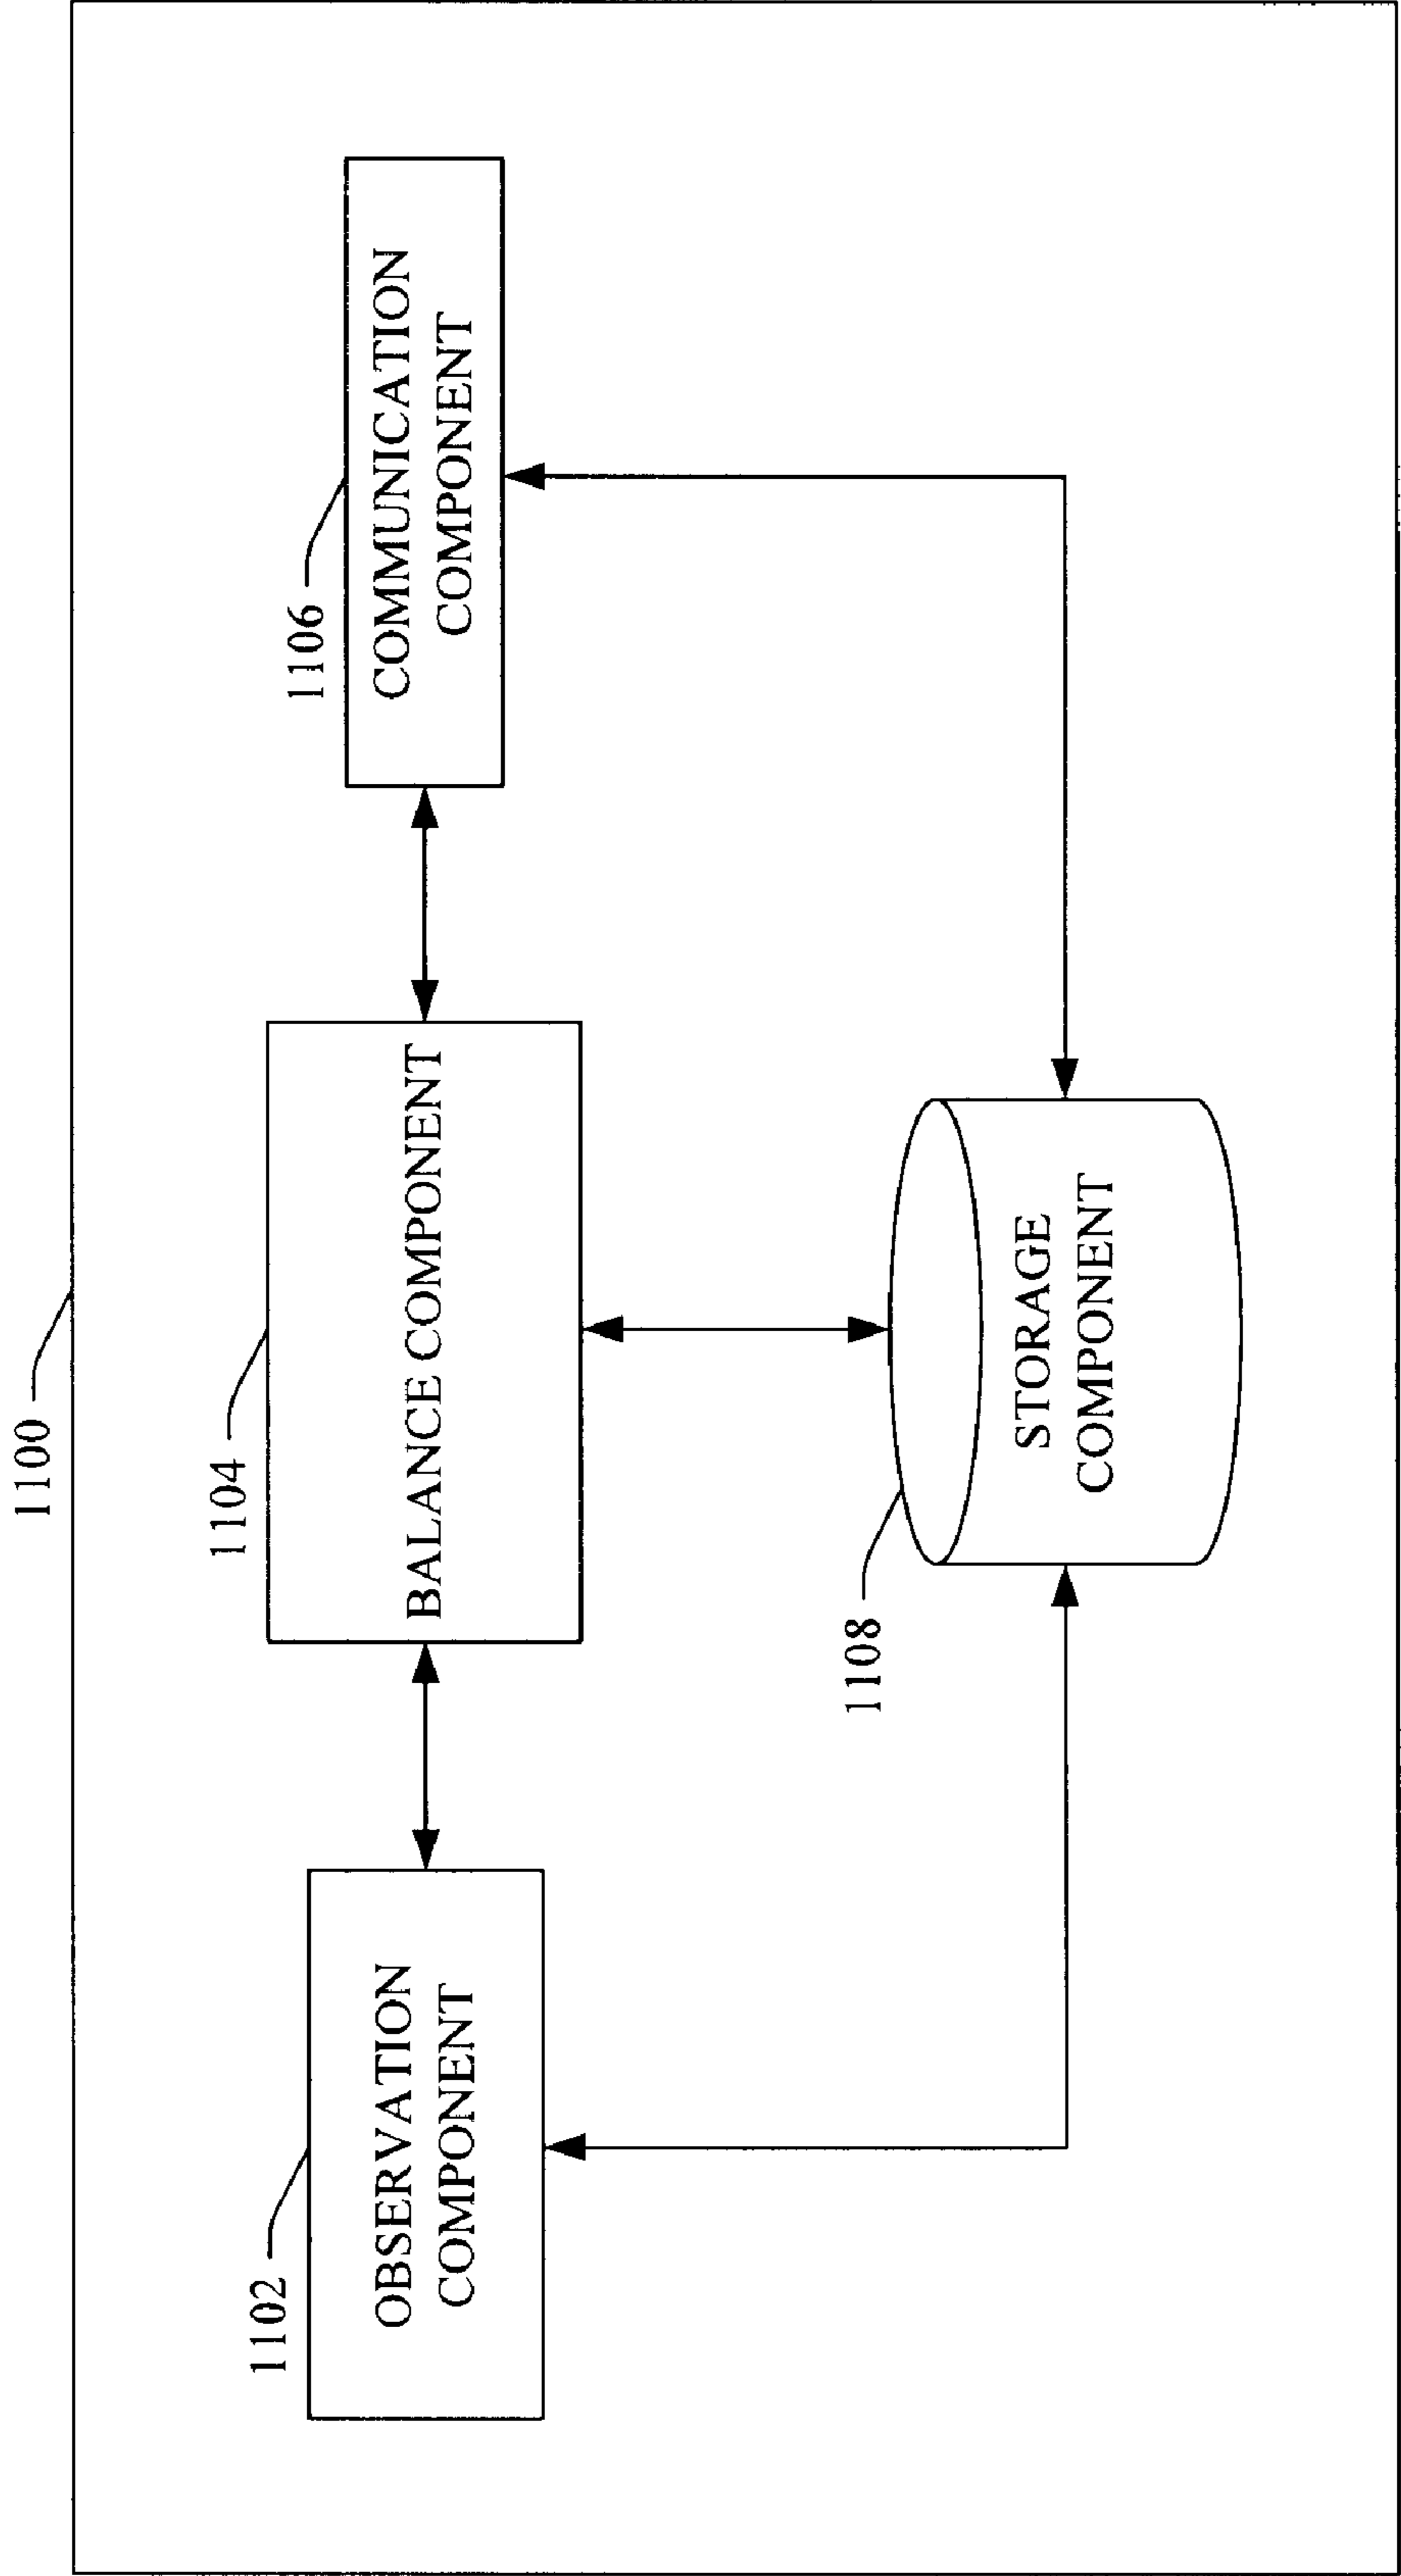 1100
1102
OBSERVATION
COMPONENT
1104
BALANCE COMPONENT
1106
COMMUNICATION
COMPONENT
1108
STORAGE
COMPONENT